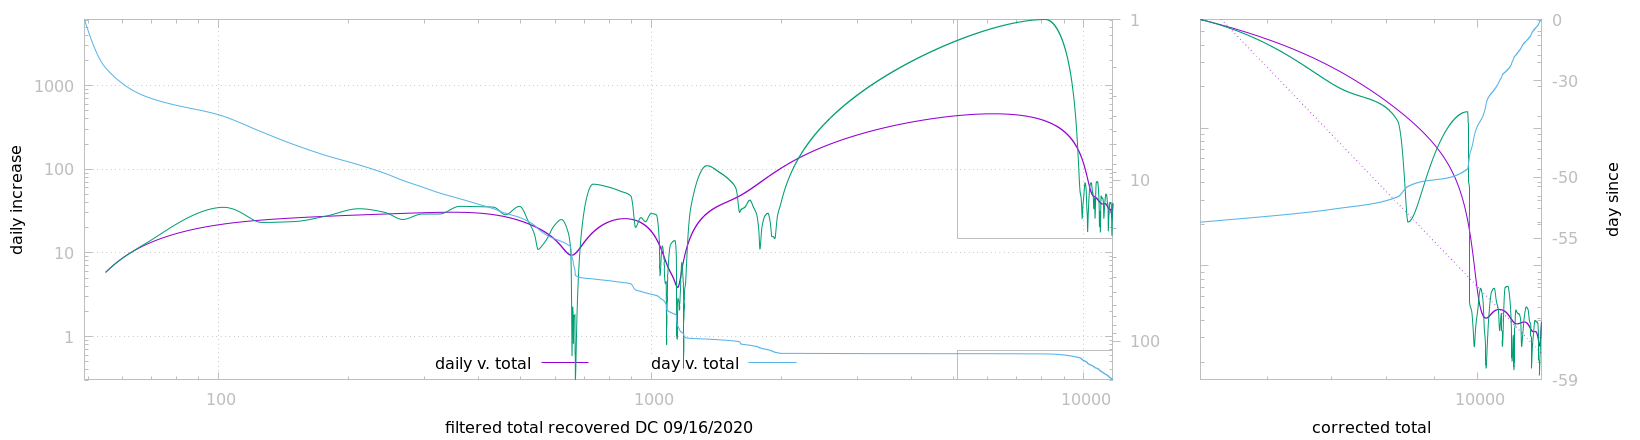 daily increase
1000
100
10
1
100
1000
10000
1
10
100
daily v. total
day v. total
filtered total recovered DC 09/16/2020
0
-30
-50
-55
-59
day since
10000
corrected total